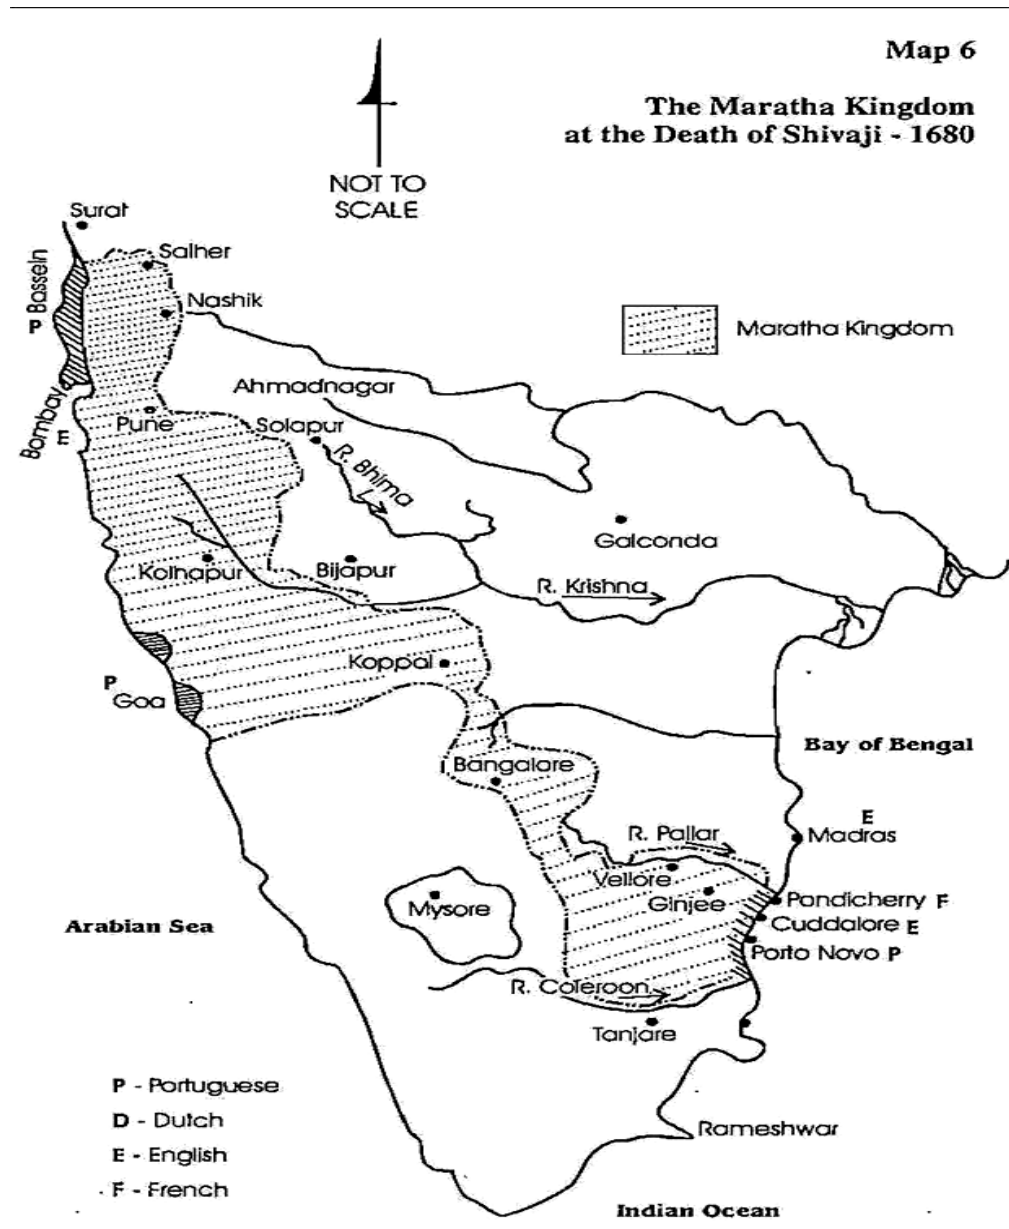 Map 6
The Maratha Kingdom
at the Death of Shivaji - 1680
NOT TO
SCALE
Surat
Salher
Bassein
P
Nashik
Maratha Kingdom
Ahmadnagar
Bombay
E
Pune
Solapur
R. Bhima
Galconda
Kolhapur
Bijapur
R. Krishna
Koppal
P
Goa
Bay of Bengal
Bangalore
E
Madras
R. Pallar
Vellore
Ginjee
Mysore
Pondicherry F
Cuddalore E
Porto Novo P
Arabian Sea
R. Coleroon
Tanjare
P - Portuguese
D - Dutch
E - English
F - French
Rameshwar
Indian Ocean